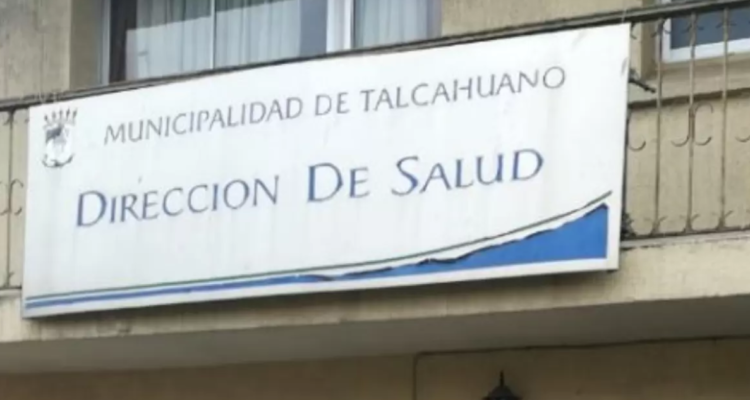 MUNICIPALIDAD DE TALCAHUANO
DIRECCION DE SALUD